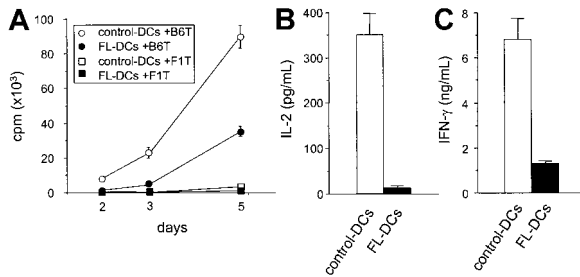 A
control-DCs +B6T
FL-DCs +B6T
control-DCs +F1T
FL-DCs +F1T
cpm (x10³)
100
80
60
40
20
0
2 3 5
days
B
IL-2 (pg/mL)
400
300
200
100
0
control-DCs
FL-DCs
C
IFN-γ (ng/mL)
8
6
4
2
0
control-DCs
FL-DCs